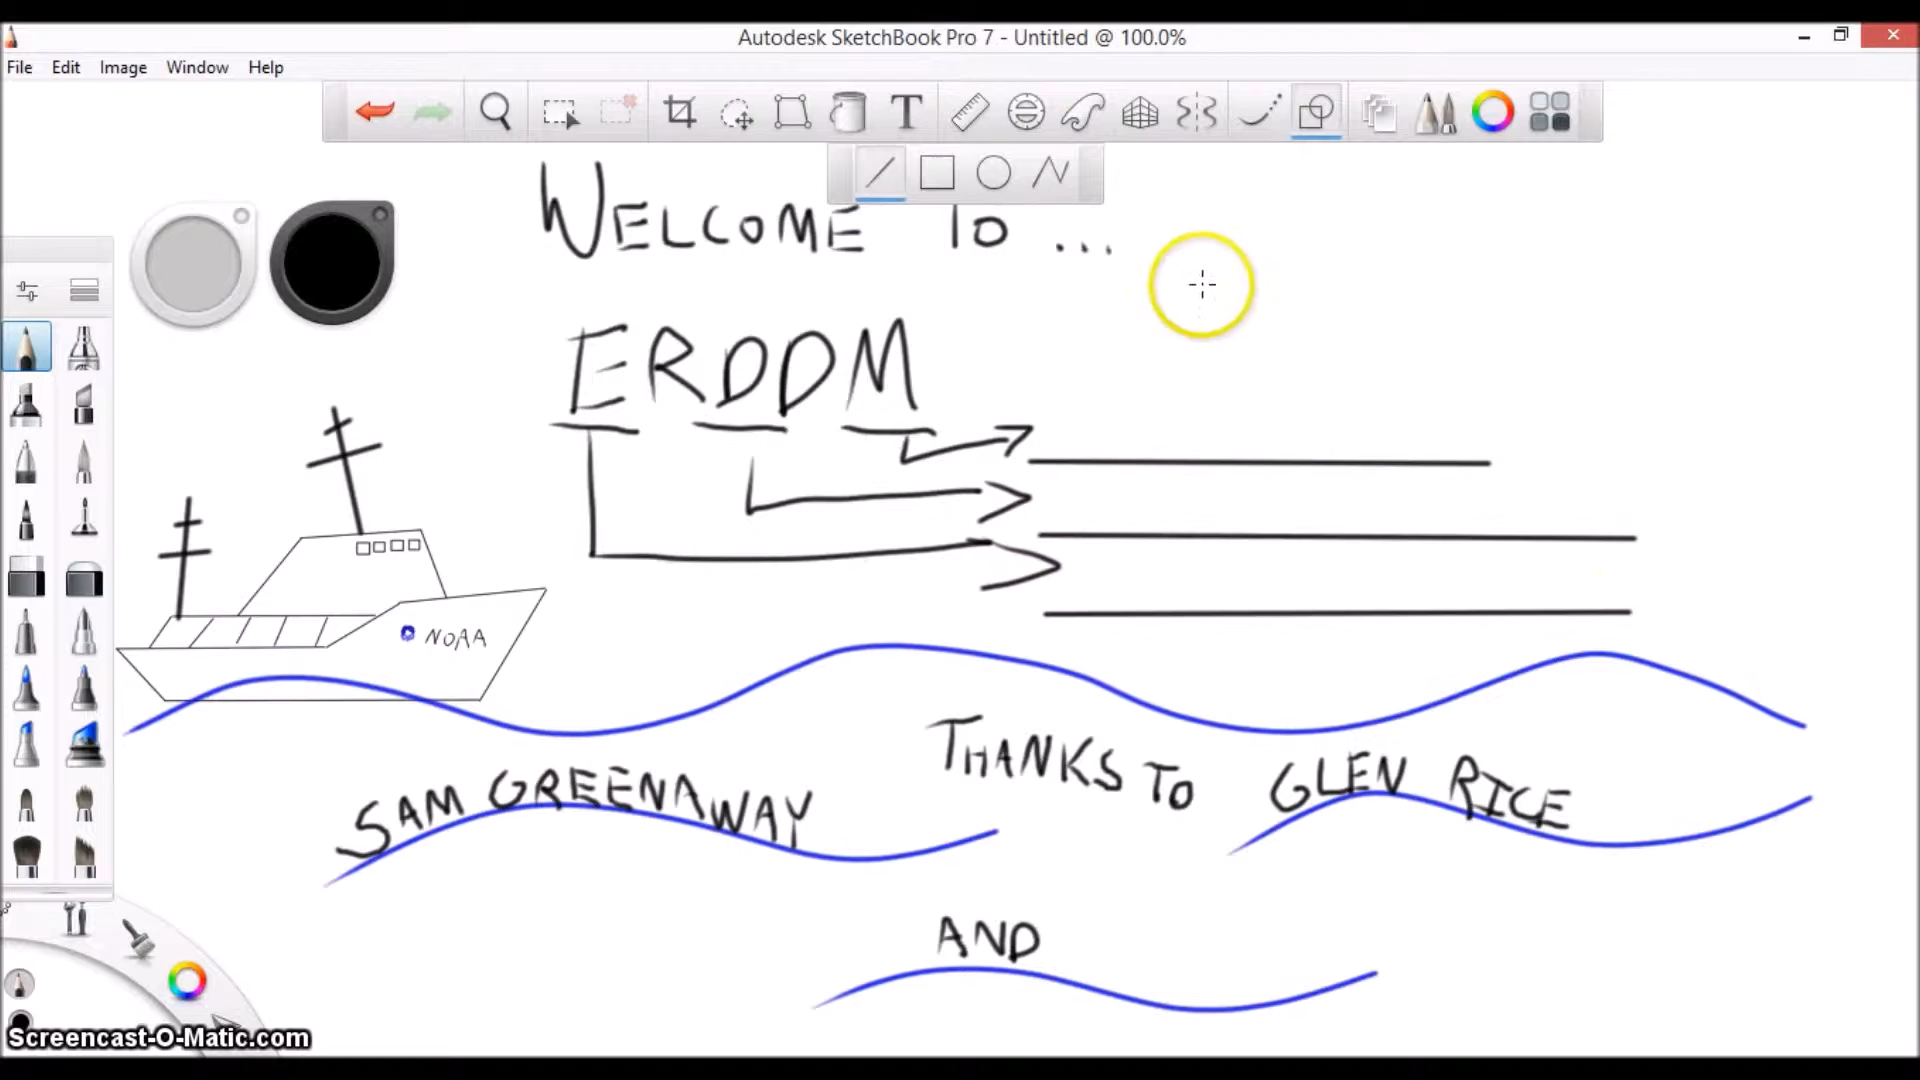 Autodesk SketchBook Pro 7 - Untitled @ 100.0%
File Edit Image Window Help
T
WELCOME TO ...
ERDDM
NOAA
THANKS TO GLEN RICE
SAM GREENAWAY
AND
Screencast-O-Matic.com